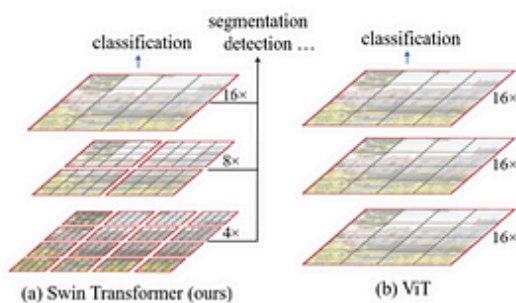 segmentation
classification
detection ...
classification
16×
16×
8×
16×
4×
16×
(a) Swin Transformer (ours)
(b) ViT